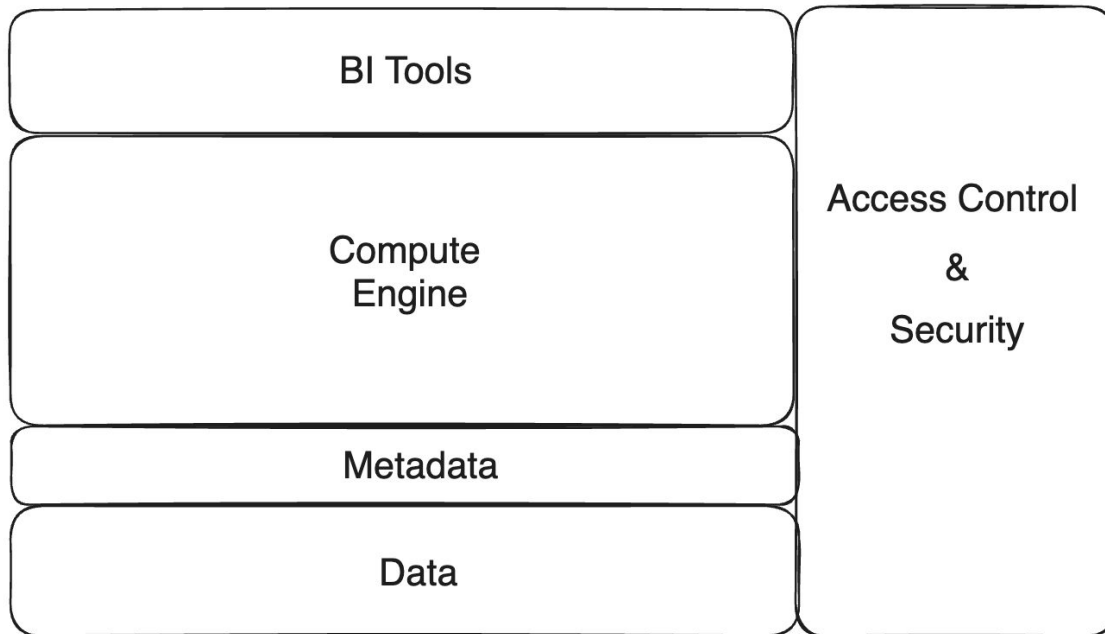 BI Tools
Compute
Engine
Metadata
Data
Access Control
&
Security